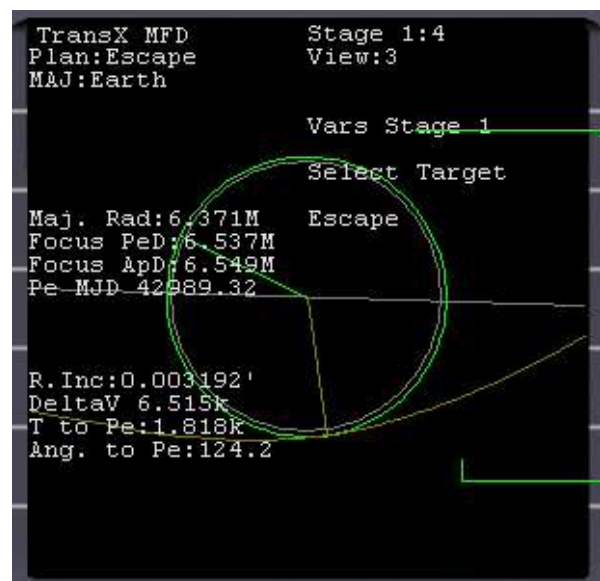 TransX MFD
Stage 1:4
Plan:Escape
View:3
MAJ:Earth
Vars Stage 1
Select Target
Maj. Rad:6.371M
Escape
Focus PeD:6.537M
Focus ApD:6.549M
Pe MJD 42989.32
R.Inc:0.003192'
DeltaV 6.515k
T to Pe:1.818k
Ang. to Pe:124.2